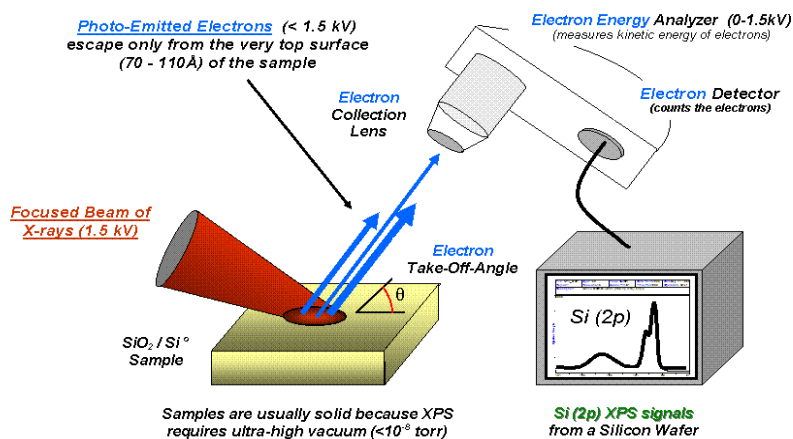 Photo-Emitted Electrons (< 1.5 kV)
escape only from the very top surface
(70 - 110Å) of the sample
Electron Energy Analyzer (0-1.5kV)
(measures kinetic energy of electrons)
Electron
Collection
Lens
Electron Detector
(counts the electrons)
Focused Beam of
X-rays (1.5 kV)
Electron
Take-Off-Angle
θ
Si (2p)
SiO₂ / Si°
Sample
Samples are usually solid because XPS
requires ultra-high vacuum (<10⁻⁸ torr)
Si (2p) XPS signals
from a Silicon Wafer